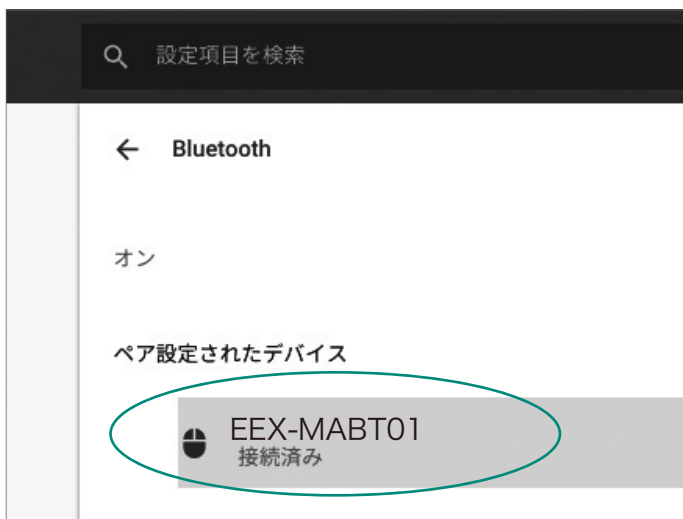 設定項目を検索
Bluetooth
オン
ペア設定されたデバイス
EEX-MABT01
接続済み